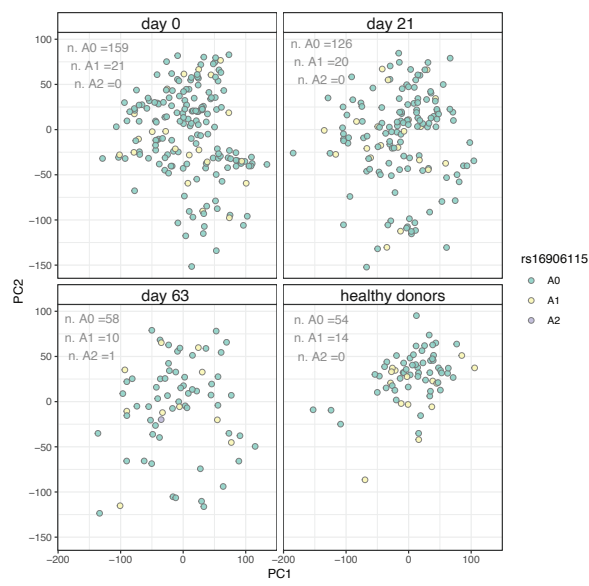 day 0
n. A0 =159
n. A1 =21
n. A2 =0
day 21
n. A0 =126
n. A1 =20
n. A2 =0
day 63
n. A0 =58
n. A1 =10
n. A2 =1
healthy donors
n. A0 =54
n. A1 =14
n. A2 =0
100
50
0
−50
−100
−150
100
50
0
−50
−100
−150
PC2
−200
−100
0
100
−200
−100
0
100
PC1
rs16906115
A0
A1
A2